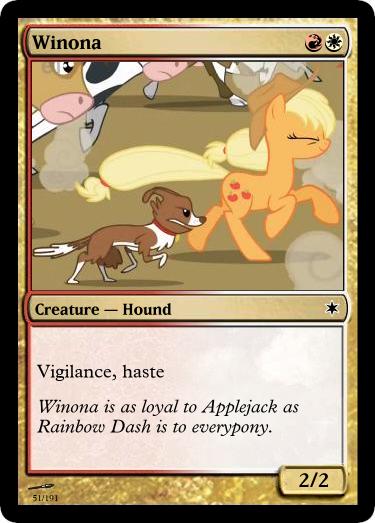 Winona
Creature — Hound
Vigilance, haste
Winona is as loyal to Applejack as
Rainbow Dash is to everypony.
2/2
51/191